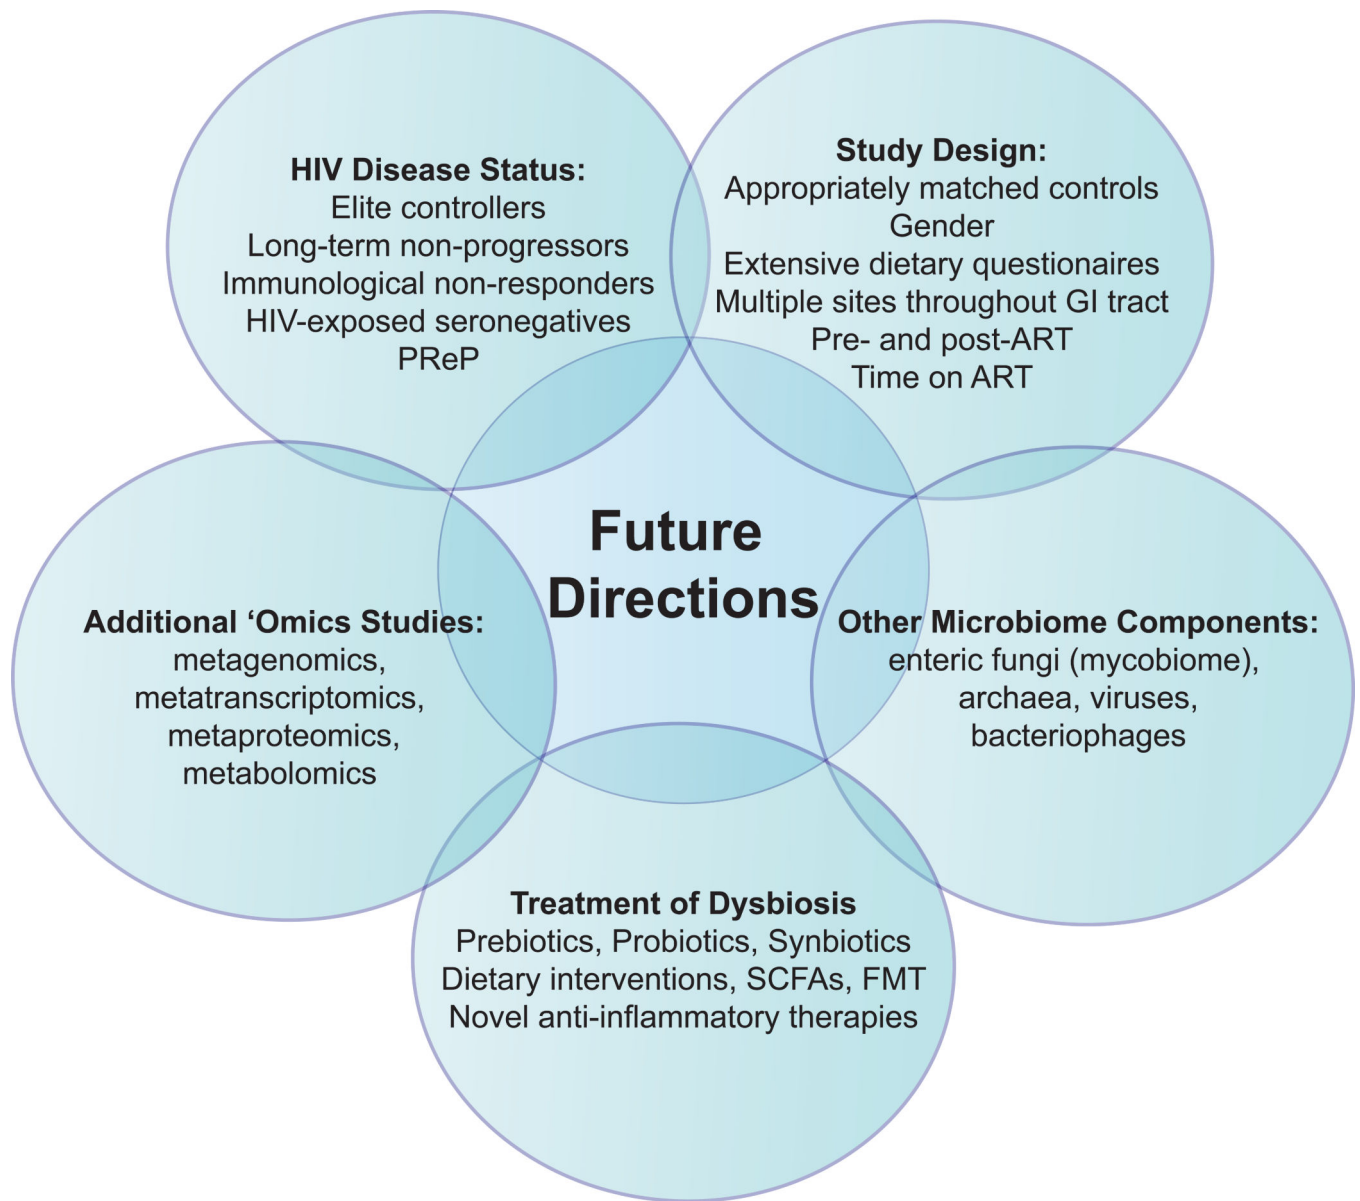 HIV Disease Status:
Elite controllers
Long-term non-progressors
Immunological non-responders
HIV-exposed seronegatives
PReP
Study Design:
Appropriately matched controls
Gender
Extensive dietary questionaires
Multiple sites throughout GI tract
Pre- and post-ART
Time on ART
Future
Directions
Additional ‘Omics Studies:
metagenomics,
metatranscriptomics,
metaproteomics,
metabolomics
Other Microbiome Components:
enteric fungi (mycobiome),
archaea, viruses,
bacteriophages
Treatment of Dysbiosis
Prebiotics, Probiotics, Synbiotics
Dietary interventions, SCFAs, FMT
Novel anti-inflammatory therapies